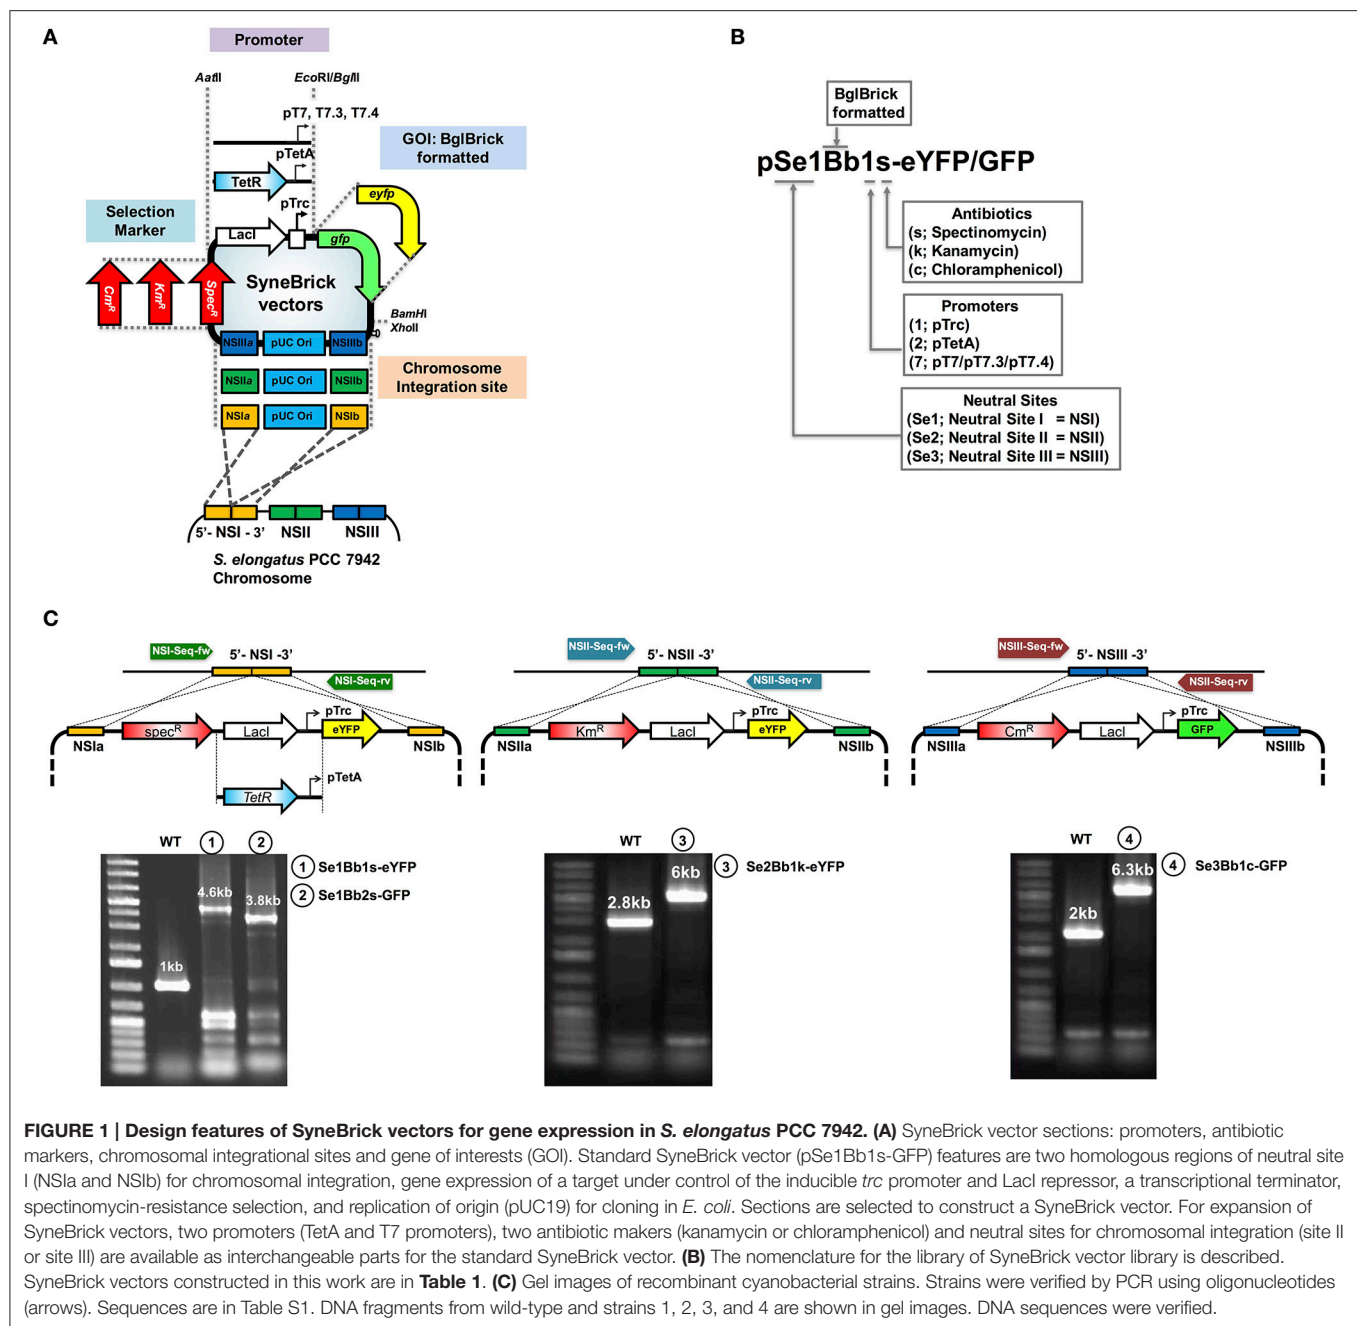 A
Promoter
AatII
EcoRI/BglII
pT7, T7.3, T7.4
pTetA
TetR
pTrc
LacI
GOI: BglBrick
formatted
eyfp
gfp
Selection
Marker
Cm^R
Km^R
Spec^R
SyneBrick
vectors
BamHI
XhoII
NSIIIa
pUC Ori
NSIIIb
NSIIa
pUC Ori
NSIIb
NSIa
pUC Ori
NSIb
Chromosome
Integration site
5'- NSI - 3'
NSII
NSIII
S. elongatus PCC 7942
Chromosome
B
BglBrick
formatted
pSe1Bb1s-eYFP/GFP
Antibiotics
(s; Spectinomycin)
(k; Kanamycin)
(c; Chloramphenicol)
Promoters
(1; pTrc)
(2; pTetA)
(7; pT7/pT7.3/pT7.4)
Neutral Sites
(Se1; Neutral Site I = NSI)
(Se2; Neutral Site II = NSII)
(Se3; Neutral Site III = NSIII)
C
NSI-Seq-fw
5'- NSI -3'
NSI-Seq-rv
pTrc
NSIa
spec^R
LacI
eYFP
NSIb
pTetA
TetR
NSII-Seq-fw
5'- NSII -3'
NSII-Seq-rv
pTrc
NSIIa
Km^R
LacI
eYFP
NSIIb
NSIII-Seq-fw
5'- NSIII -3'
NSII-Seq-rv
pTrc
NSIIIa
Cm^R
LacI
GFP
NSIIIb
WT
1
2
1kb
4.6kb
3.8kb
1 Se1Bb1s-eYFP
2 Se1Bb2s-GFP
WT
3
2.8kb
6kb
3 Se2Bb1k-eYFP
WT
4
2kb
6.3kb
4 Se3Bb1c-GFP
FIGURE 1 | Design features of SyneBrick vectors for gene expression in S. elongatus PCC 7942. (A) SyneBrick vector sections: promoters, antibiotic
markers, chromosomal integrational sites and gene of interests (GOI). Standard SyneBrick vector (pSe1Bb1s-GFP) features are two homologous regions of neutral site
I (NSIa and NSIb) for chromosomal integration, gene expression of a target under control of the inducible trc promoter and LacI repressor, a transcriptional terminator,
spectinomycin-resistance selection, and replication of origin (pUC19) for cloning in E. coli. Sections are selected to construct a SyneBrick vector. For expansion of
SyneBrick vectors, two promoters (TetA and T7 promoters), two antibiotic makers (kanamycin or chloramphenicol) and neutral sites for chromosomal integration (site II
or site III) are available as interchangeable parts for the standard SyneBrick vector. (B) The nomenclature for the library of SyneBrick vector library is described.
SyneBrick vectors constructed in this work are in Table 1. (C) Gel images of recombinant cyanobacterial strains. Strains were verified by PCR using oligonucleotides
(arrows). Sequences are in Table S1. DNA fragments from wild-type and strains 1, 2, 3, and 4 are shown in gel images. DNA sequences were verified.